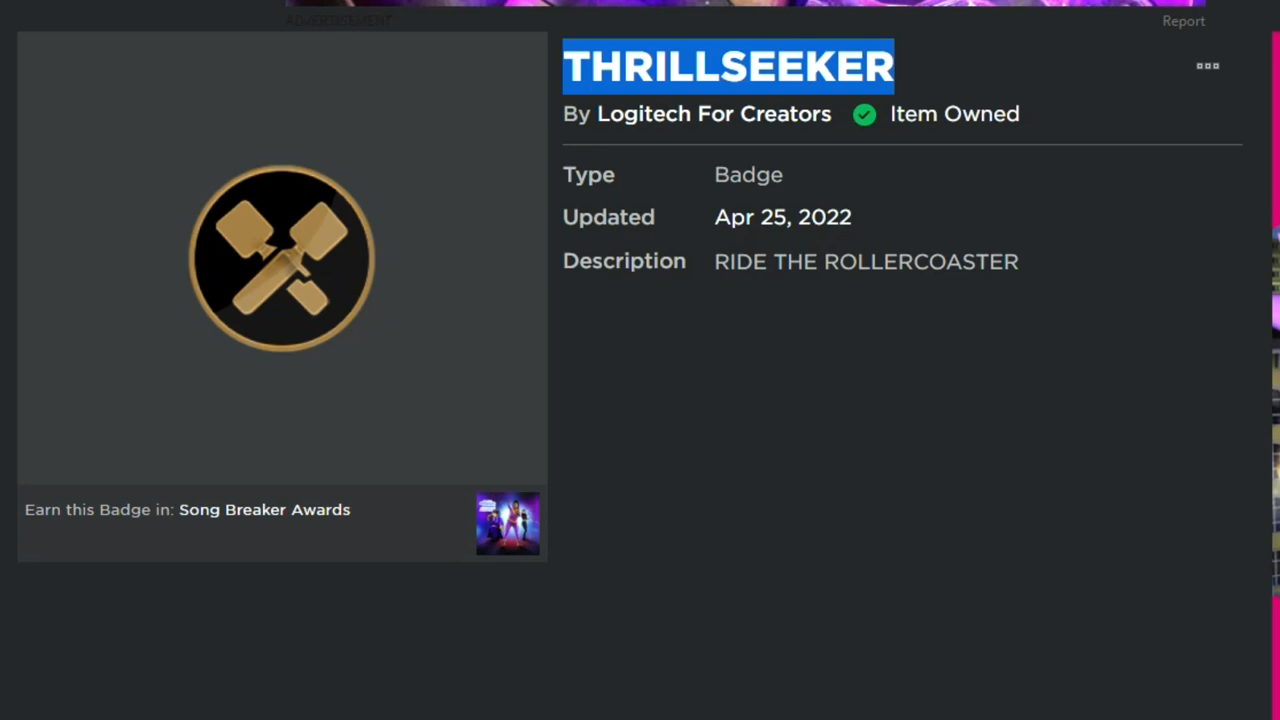 ADVERTISEMENT
Report
THRILLSEEKER
By Logitech For Creators Item Owned
Type Badge
Updated Apr 25, 2022
Description RIDE THE ROLLERCOASTER
Earn this Badge in: Song Breaker Awards